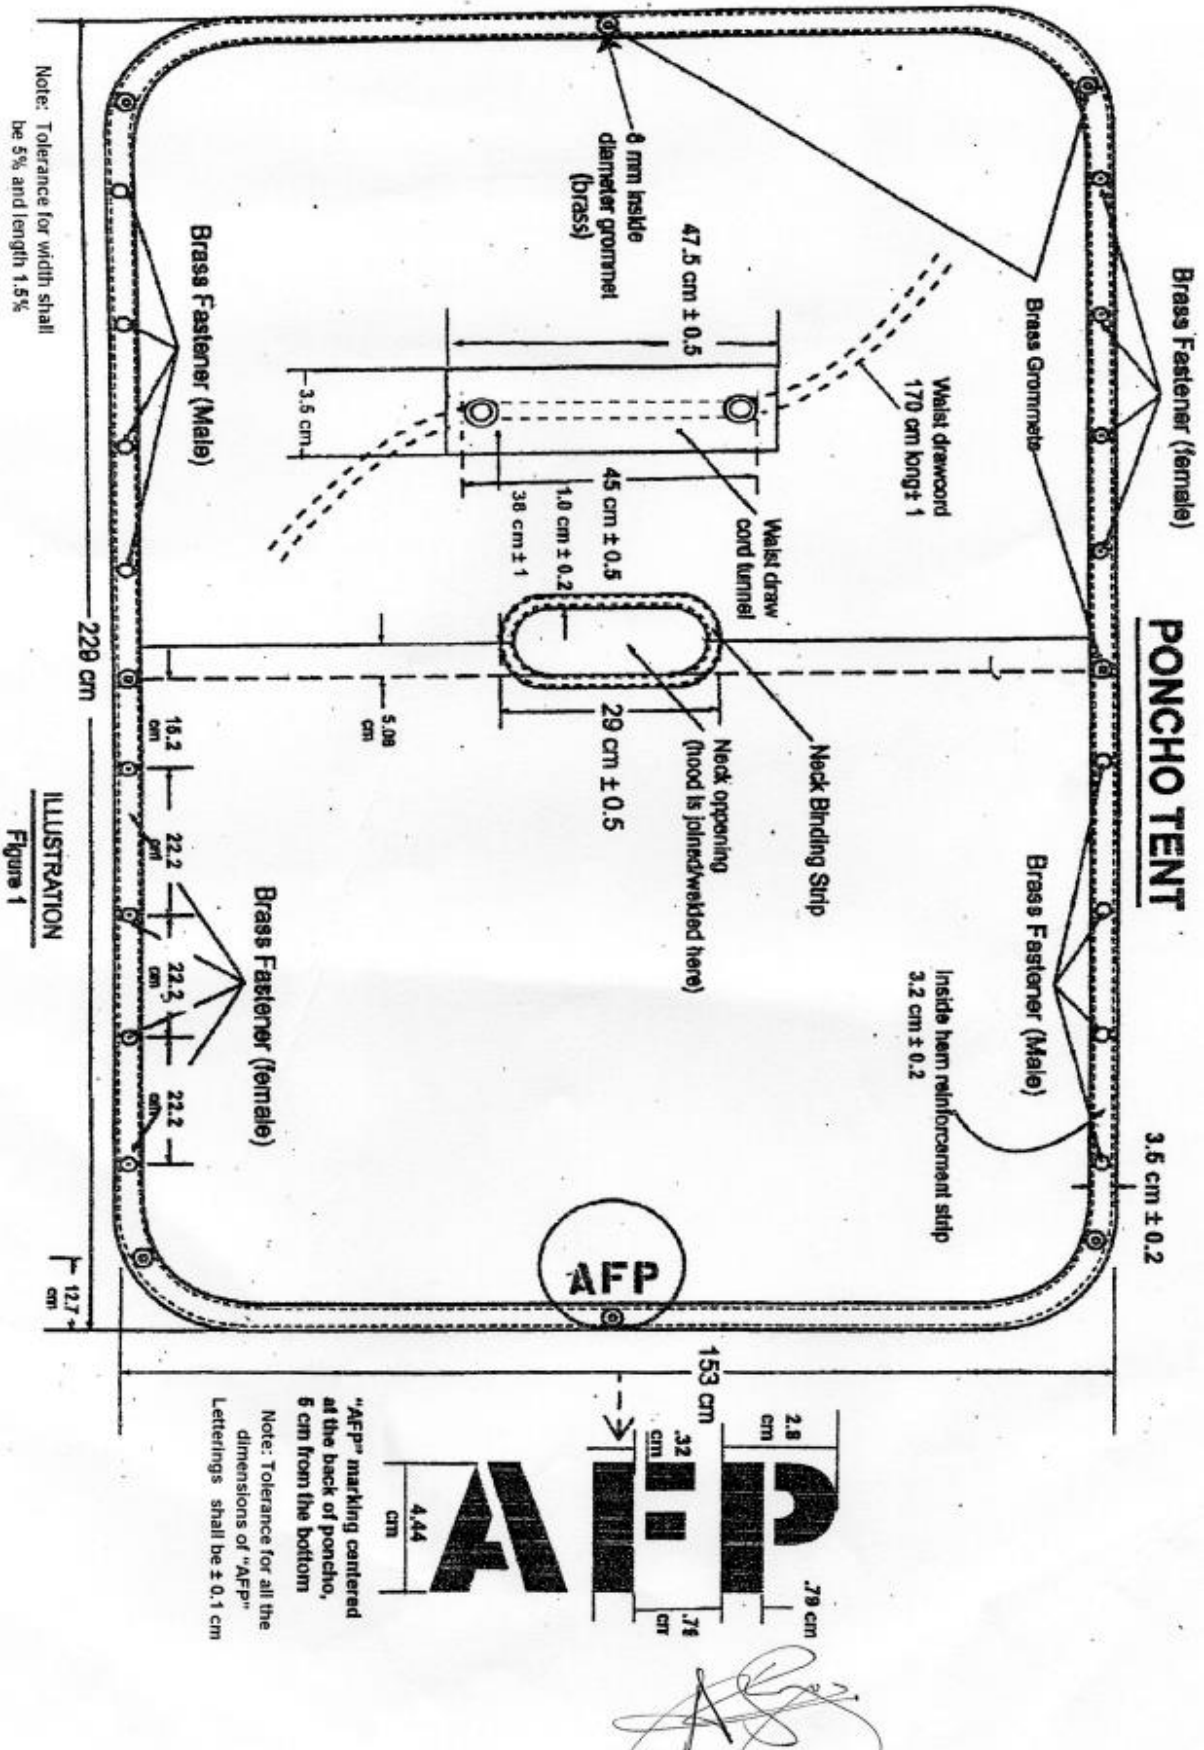 PONCHO TENT
Brass Fastener (female)
Brass Fastener (Male)
3.5 cm ± 0.2
Brass Grommets
Inside hem reinforcement strip
3.2 cm ± 0.2
Waist drawcord
170 cm long± 1
Waist draw
cord tunnel
Neck Binding Strip
Neck oppening
(hood is joined/welded here)
8 mm inside
diameter grommet
(brass)
47.5 cm ± 0.5
45 cm ± 0.5
29 cm ± 0.5
1.0 cm ± 0.2
38 cm ± 1
3.5 cm
5.08
cm
AFP
153 cm
Brass Fastener (Male)
Brass Fastener (female)
15.2
cm
22.2
cm
22.2
cm
22.2
cm
12.7
cm
229 cm
Note: Tolerance for width shall
be 5% and length 1.5%
ILLUSTRATION
Figure 1
2.8
cm
.32
cm
.79 cm
.79
cm
AFP
4.44
cm
"AFP" marking centered
at the back of poncho,
5 cm from the bottom
Note: Tolerance for all the
dimensions of "AFP"
Letterings shall be ± 0.1 cm